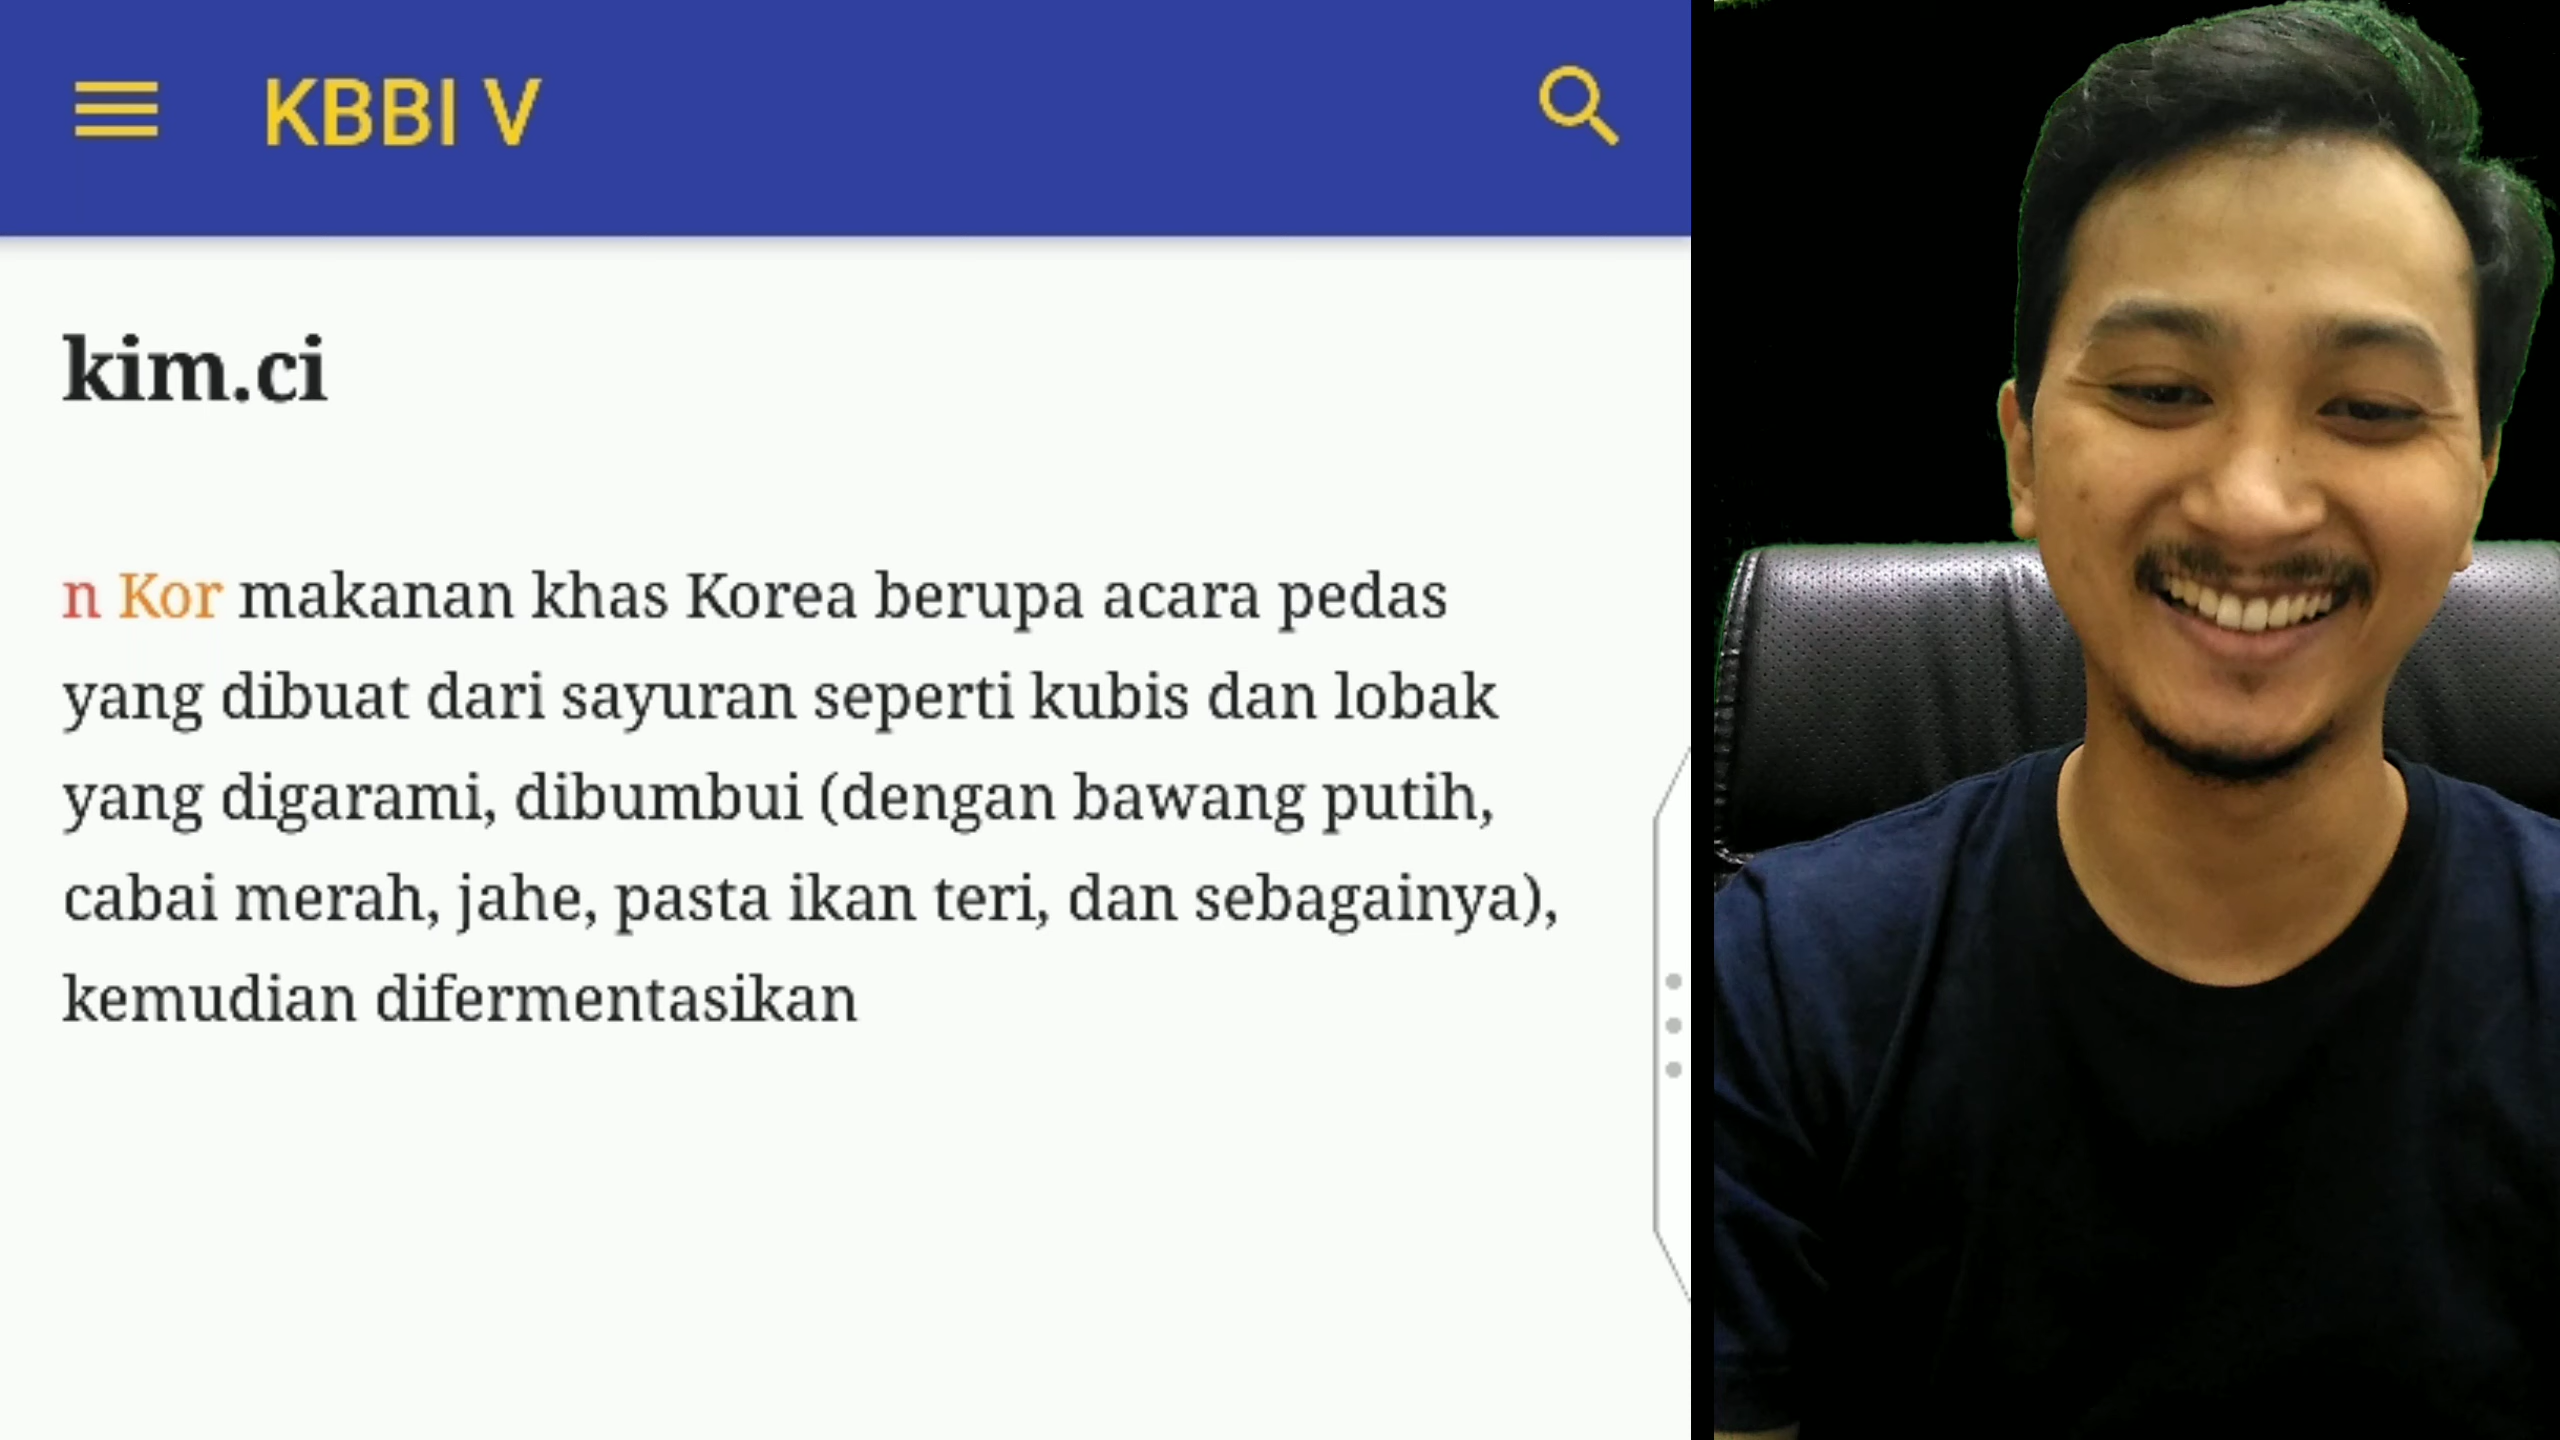 KBBI V
kim.ci
n Kor makanan khas Korea berupa acara pedas
yang dibuat dari sayuran seperti kubis dan lobak
yang digarami, dibumbui (dengan bawang putih,
cabai merah, jahe, pasta ikan teri, dan sebagainya),
kemudian difermentasikan